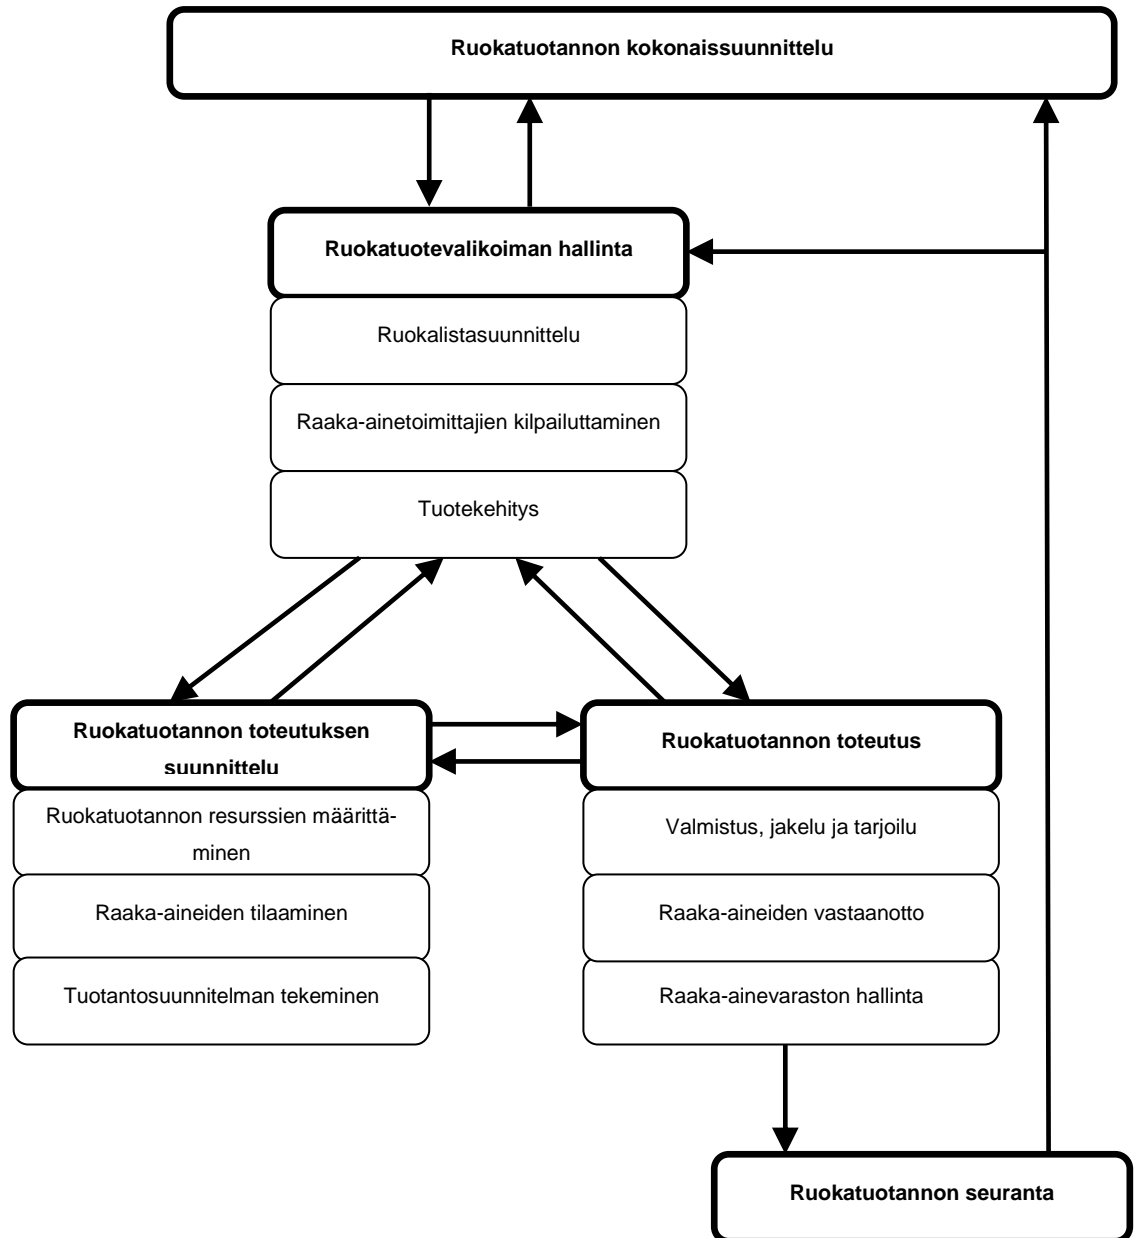 Ruokatuotannon kokonaissuunnittelu
Ruokatuotevalikoiman hallinta
Ruokalistasuunnittelu
Raaka-ainetoimittajien kilpailuttaminen
Tuotekehitys
Ruokatuotannon toteutuksen
suunnittelu
Ruokatuotannon resurssien määrittä-
minen
Raaka-aineiden tilaaminen
Tuotantosuunnitelman tekeminen
Ruokatuotannon toteutus
Valmistus, jakelu ja tarjoilu
Raaka-aineiden vastaanotto
Raaka-ainevaraston hallinta
Ruokatuotannon seuranta